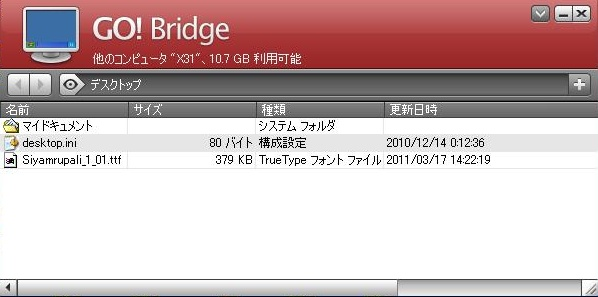 GO! Bridge
他のコンピュータ "X31"、10.7 GB 利用可能
デスクトップ
名前 サイズ 種類 更新日時
マイドキュメント システム フォルダ
desktop.ini 80 バイト 構成設定 2010/12/14 0:12:36
Siyamrupali_1_01.ttf 379 KB TrueType フォント ファイル 2011/03/17 14:22:19